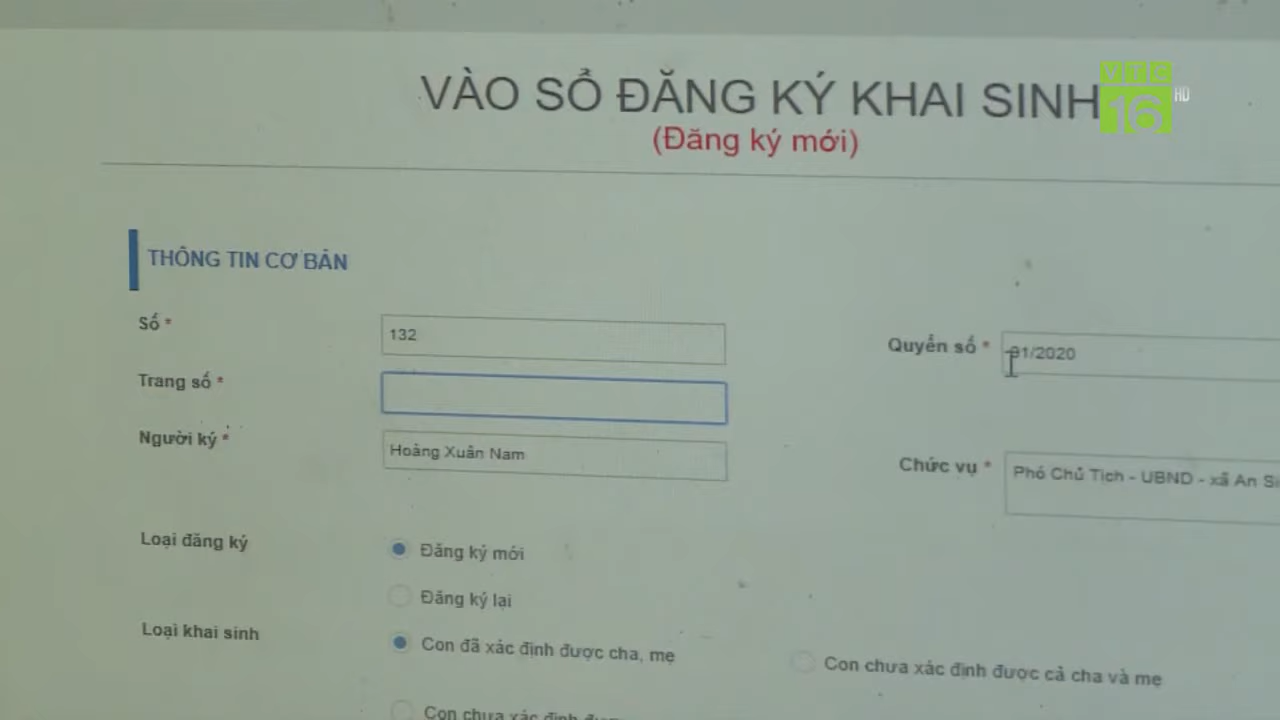 VÀO SỔ ĐĂNG KÝ KHAI SINH
VTC
16
HD
(Đăng ký mới)
THÔNG TIN CƠ BẢN
Số *
132
Quyển số *
01/2020
Trang số *
Người ký *
Hoàng Xuân Nam
Chức vụ *
Phó Chủ Tịch - UBND - xã An
Loại đăng ký
Đăng ký mới
Đăng ký lại
Loại khai sinh
Con đã xác định được cha, mẹ
Con chưa xác định được cả cha và mẹ
Con chưa xác định